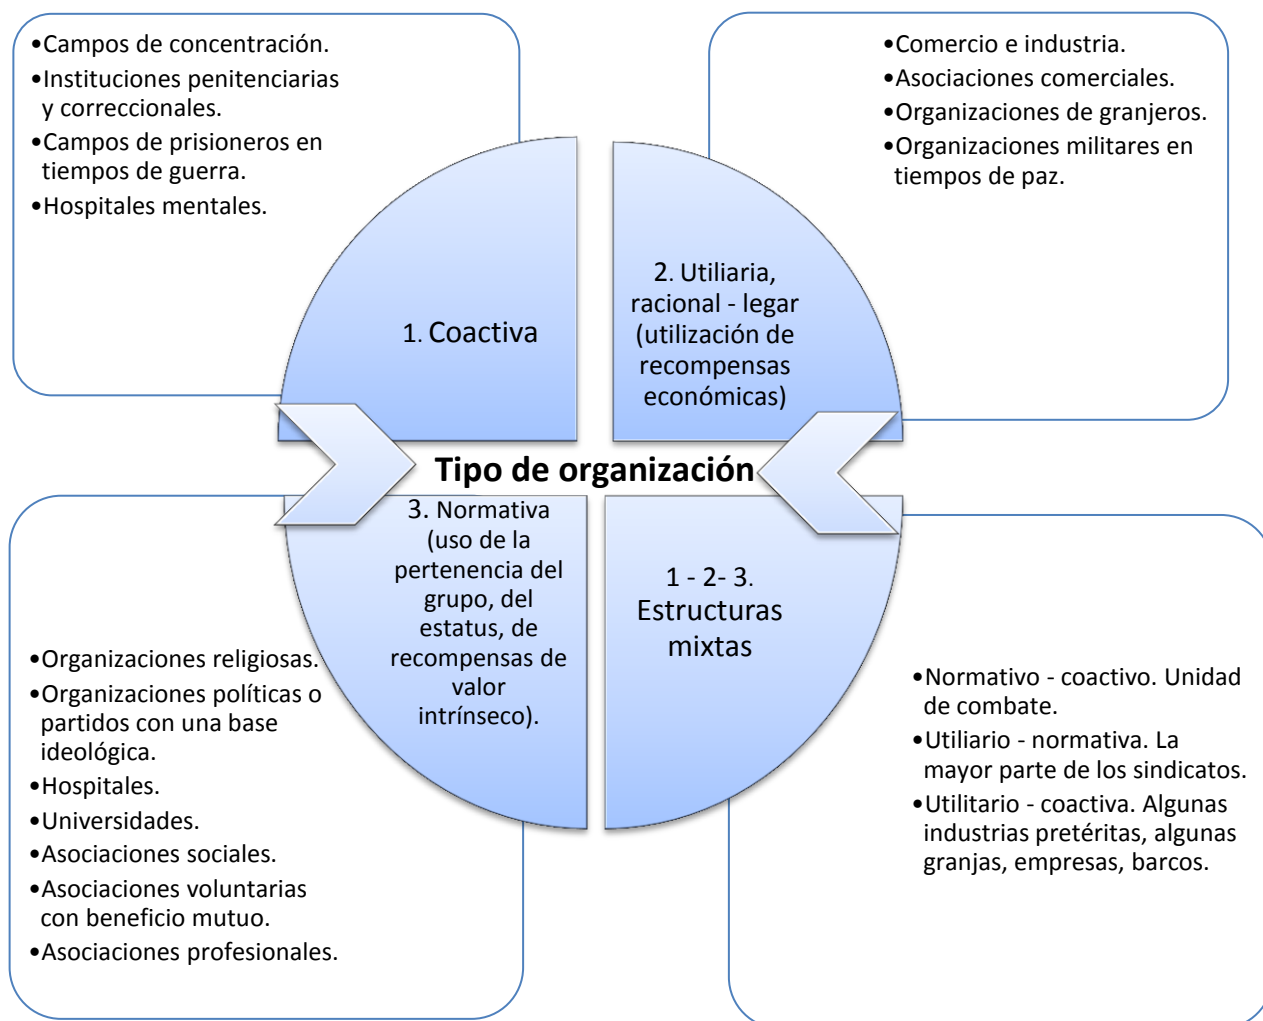 •Campos de concentración.
•Instituciones penitenciarias
y correccionales.
•Campos de prisioneros en
tiempos de guerra.
•Hospitales mentales.
•Comercio e industria.
•Asociaciones comerciales.
•Organizaciones de granjeros.
•Organizaciones militares en
tiempos de paz.
1. Coactiva
2. Utiliaria,
racional - legar
(utilización de
recompensas
económicas)
Tipo de organización
3. Normativa
(uso de la
pertenencia del
grupo, del
estatus, de
recompensas de
valor
intrínseco).
1 - 2- 3.
Estructuras
mixtas
•Organizaciones religiosas.
•Organizaciones políticas o
partidos con una base
ideológica.
•Hospitales.
•Universidades.
•Asociaciones sociales.
•Asociaciones voluntarias
con beneficio mutuo.
•Asociaciones profesionales.
•Normativo - coactivo. Unidad
de combate.
•Utiliario - normativa. La
mayor parte de los sindicatos.
•Utilitario - coactiva. Algunas
industrias pretéritas, algunas
granjas, empresas, barcos.